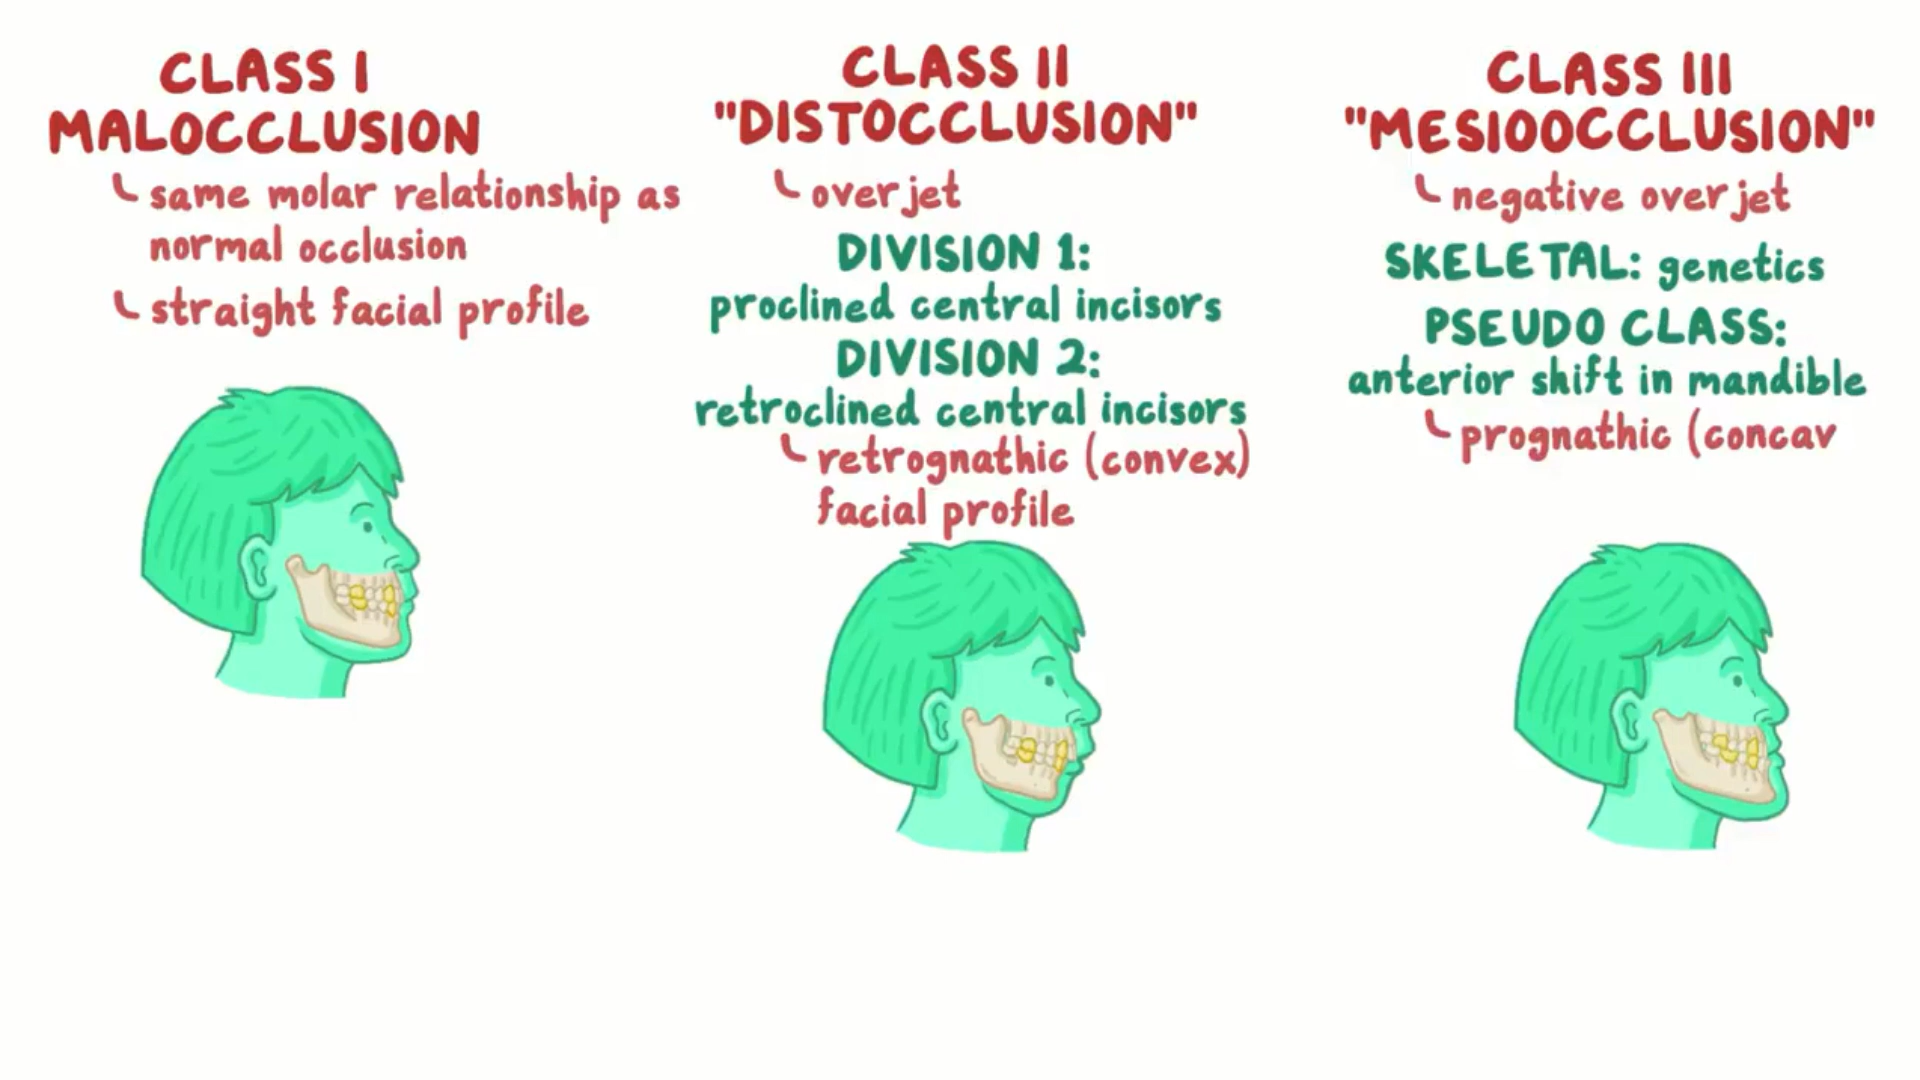 CLASS I
MALOCCLUSION
same molar relationship as
normal occlusion
straight facial profile
CLASS II
"DISTOCCLUSION"
overjet
DIVISION 1:
proclined central incisors
DIVISION 2:
retroclined central incisors
retrognathic (convex)
facial profile
CLASS III
"MESIOOCCLUSION"
negative overjet
SKELETAL: genetics
PSEUDO CLASS:
anterior shift in mandible
prognathic (concav